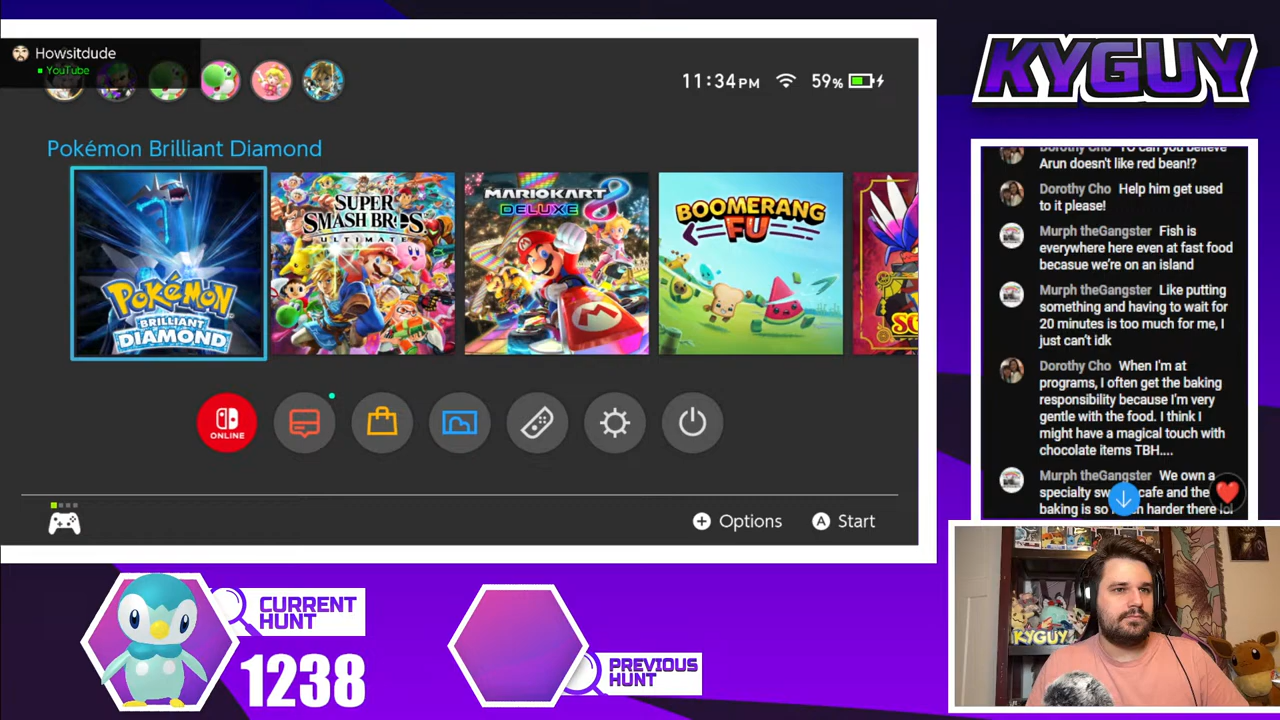 Howsitdude
YouTube
11:34 PM
59%
Pokémon Brilliant Diamond
POKéMON
BRILLIANT
DIAMOND
SUPER
SMASH BROS.
ULTIMATE
MARIOKART 8
DELUXE
BOOMERANG
FU
ONLINE
Options
A
Start
KYGUY
Dorothy Cho YO can you believe
Arun doesn't like red bean!?
Dorothy Cho Help him get used
to it please!
Murph theGangster Fish is
everywhere here even at fast food
becasue we're on an island
Murph theGangster Like putting
something and having to wait for
20 minutes is too much for me, I
just can't idk
Dorothy Cho When I'm at
programs, I often get the baking
responsibility because I'm very
gentle with the food. I think I
might have a magical touch with
chocolate items TBH....
Murph theGangster We own a
specialty cafe and the
baking is so harder there lol
KYGUY
CURRENT
HUNT
1238
PREVIOUS
HUNT